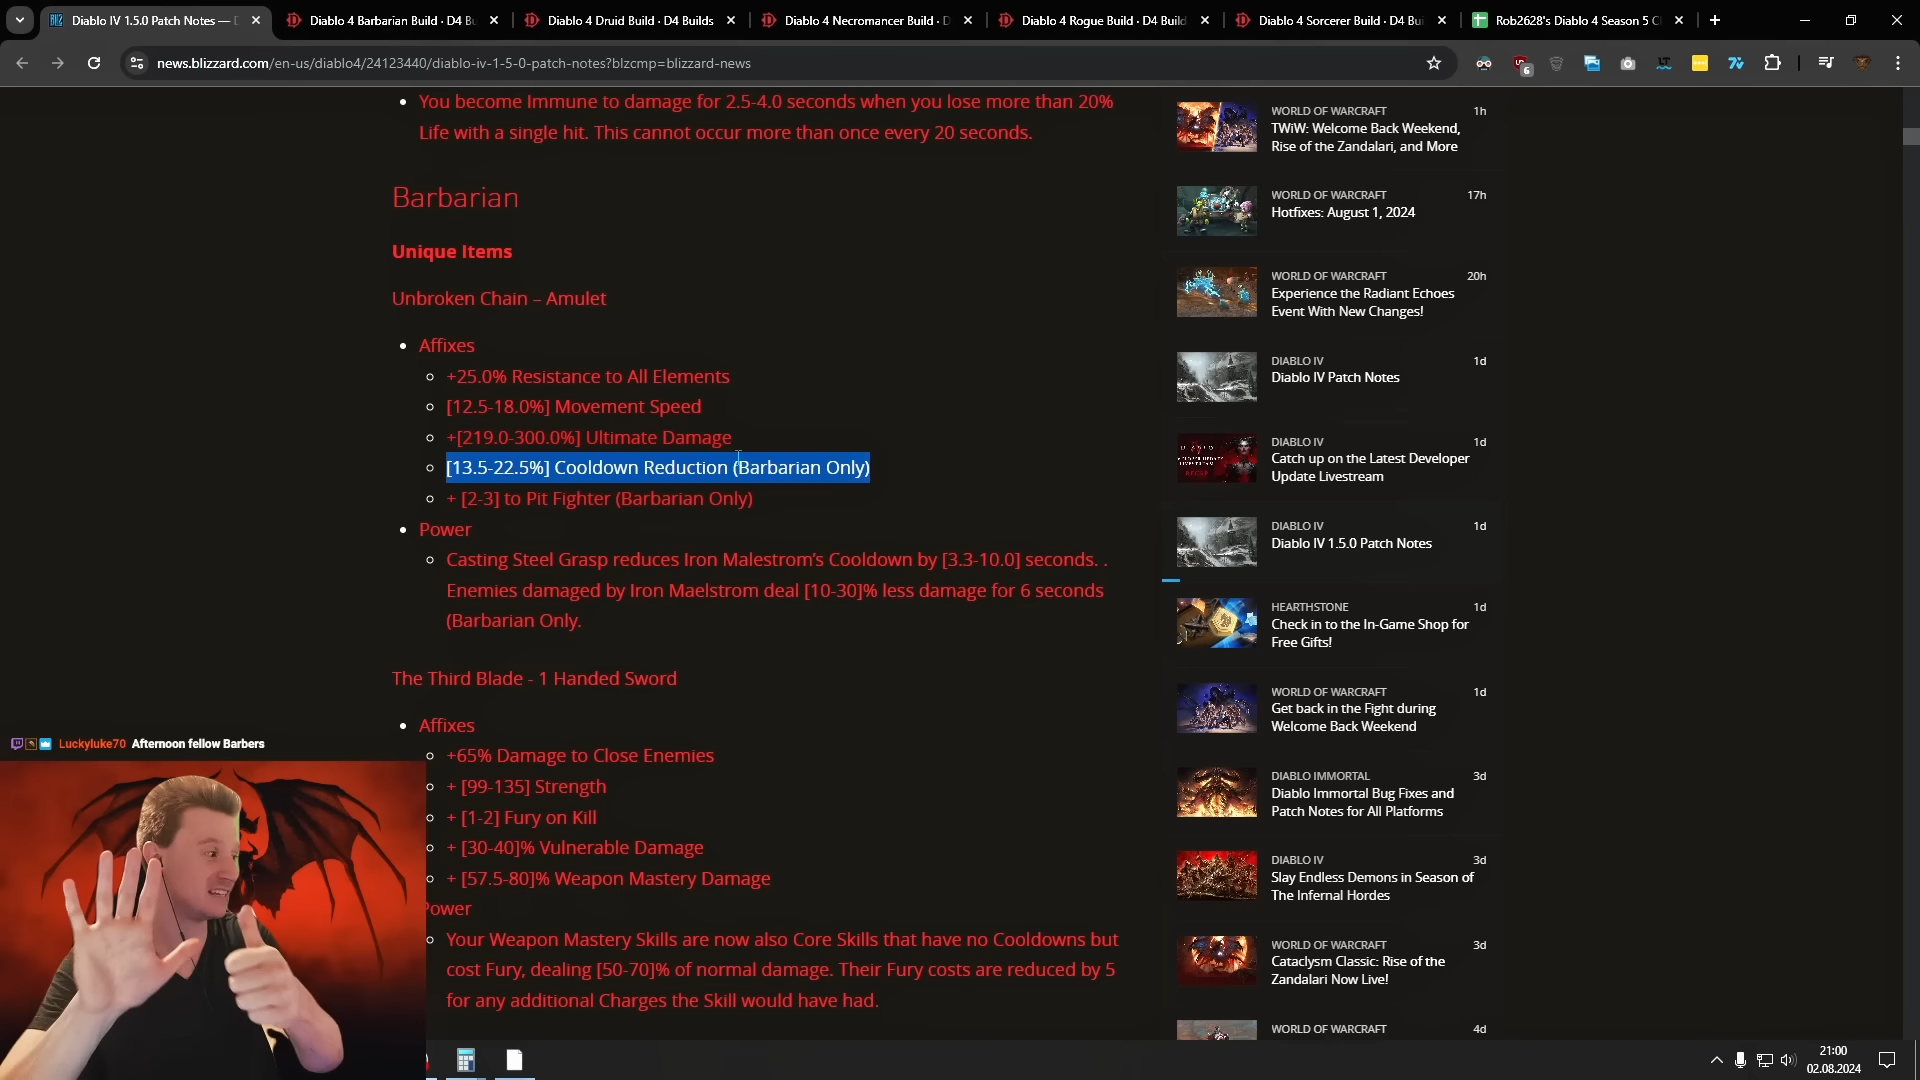 Diablo IV 1.5.0 Patch Notes — D
Diablo 4 Barbarian Build · D4 Bu
Diablo 4 Druid Build · D4 Builds
Diablo 4 Necromancer Build · D
Diablo 4 Rogue Build · D4 Build
Diablo 4 Sorcerer Build · D4 Bui
Rob2628's Diablo 4 Season 5 C
news.blizzard.com/en-us/diablo4/24123440/diablo-iv-1-5-0-patch-notes?blzcmp=blizzard-news
6
You become Immune to damage for 2.5-4.0 seconds when you lose more than 20%
Life with a single hit. This cannot occur more than once every 20 seconds.
Barbarian
Unique Items
Unbroken Chain – Amulet
Affixes
+25.0% Resistance to All Elements
[12.5-18.0%] Movement Speed
+[219.0-300.0%] Ultimate Damage
[13.5-22.5%] Cooldown Reduction (Barbarian Only)
+ [2-3] to Pit Fighter (Barbarian Only)
Power
Casting Steel Grasp reduces Iron Malestrom's Cooldown by [3.3-10.0] seconds. .
Enemies damaged by Iron Maelstrom deal [10-30]% less damage for 6 seconds
(Barbarian Only.
The Third Blade - 1 Handed Sword
Affixes
+65% Damage to Close Enemies
+ [99-135] Strength
+ [1-2] Fury on Kill
+ [30-40]% Vulnerable Damage
+ [57.5-80]% Weapon Mastery Damage
Power
Your Weapon Mastery Skills are now also Core Skills that have no Cooldowns but
cost Fury, dealing [50-70]% of normal damage. Their Fury costs are reduced by 5
for any additional Charges the Skill would have had.
WORLD OF WARCRAFT 1h
TWiW: Welcome Back Weekend,
Rise of the Zandalari, and More
WORLD OF WARCRAFT 17h
Hotfixes: August 1, 2024
WORLD OF WARCRAFT 20h
Experience the Radiant Echoes
Event With New Changes!
DIABLO IV 1d
Diablo IV Patch Notes
DIABLO IV 1d
Catch up on the Latest Developer
Update Livestream
DIABLO IV 1d
Diablo IV 1.5.0 Patch Notes
HEARTHSTONE 1d
Check in to the In-Game Shop for
Free Gifts!
WORLD OF WARCRAFT 1d
Get back in the Fight during
Welcome Back Weekend
DIABLO IMMORTAL 3d
Diablo Immortal Bug Fixes and
Patch Notes for All Platforms
DIABLO IV 3d
Slay Endless Demons in Season of
The Infernal Hordes
WORLD OF WARCRAFT 3d
Cataclysm Classic: Rise of the
Zandalari Now Live!
WORLD OF WARCRAFT 4d
Luckyluke70 Afternoon fellow Barbers
21:00
02.08.2024